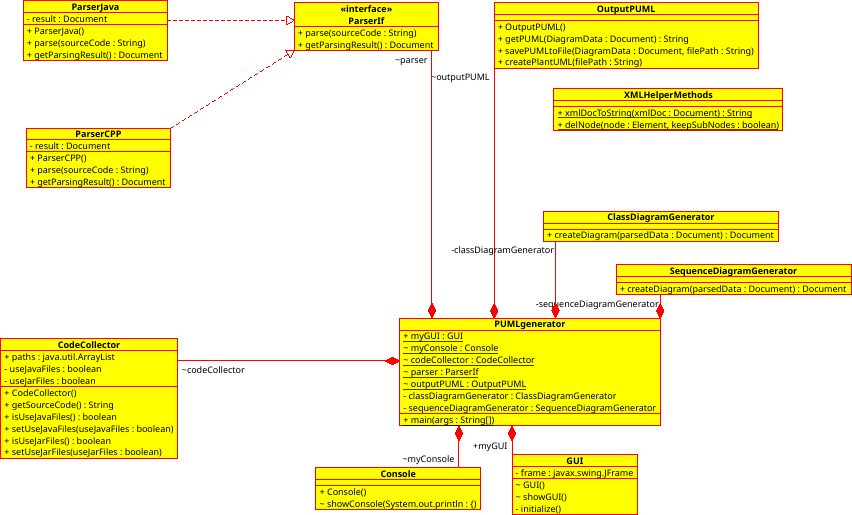 ParserJava
- result : Document
+ ParserJava()
+ parse(sourceCode : String)
+ getParsingResult() : Document
«interface»
ParserIf
+ parse(sourceCode : String)
+ getParsingResult() : Document
OutputPUML
+ OutputPUML()
+ getPUML(DiagramData : Document) : String
+ savePUMLtoFile(DiagramData : Document, filePath : String)
+ createPlantUML(filePath : String)
~parser
~outputPUML
XMLHelperMethods
+ xmlDocToString(xmlDoc : Document) : String
+ delNode(node : Element, keepSubNodes : boolean)
ParserCPP
- result : Document
+ ParserCPP()
+ parse(sourceCode : String)
+ getParsingResult() : Document
ClassDiagramGenerator
+ createDiagram(parsedData : Document) : Document
-classDiagramGenerator
SequenceDiagramGenerator
+ createDiagram(parsedData : Document) : Document
-sequenceDiagramGenerator
PUMLgenerator
+ myGUI : GUI
~ myConsole : Console
~ codeCollector : CodeCollector
~ parser : ParserIf
~ outputPUML : OutputPUML
- classDiagramGenerator : ClassDiagramGenerator
- sequenceDiagramGenerator : SequenceDiagramGenerator
+ main(args : String[])
CodeCollector
+ paths : java.util.ArrayList
- useJavaFiles : boolean
- useJarFiles : boolean
+ CodeCollector()
+ getSourceCode() : String
+ isUseJavaFiles() : boolean
+ setUseJavaFiles(useJavaFiles : boolean)
+ isUseJarFiles() : boolean
+ setUseJarFiles(useJarFiles : boolean)
~codeCollector
~myConsole
+myGUI
Console
+ Console()
~ showConsole(System.out.println : {)
GUI
- frame : javax.swing.JFrame
~ GUI()
~ showGUI()
- initialize()